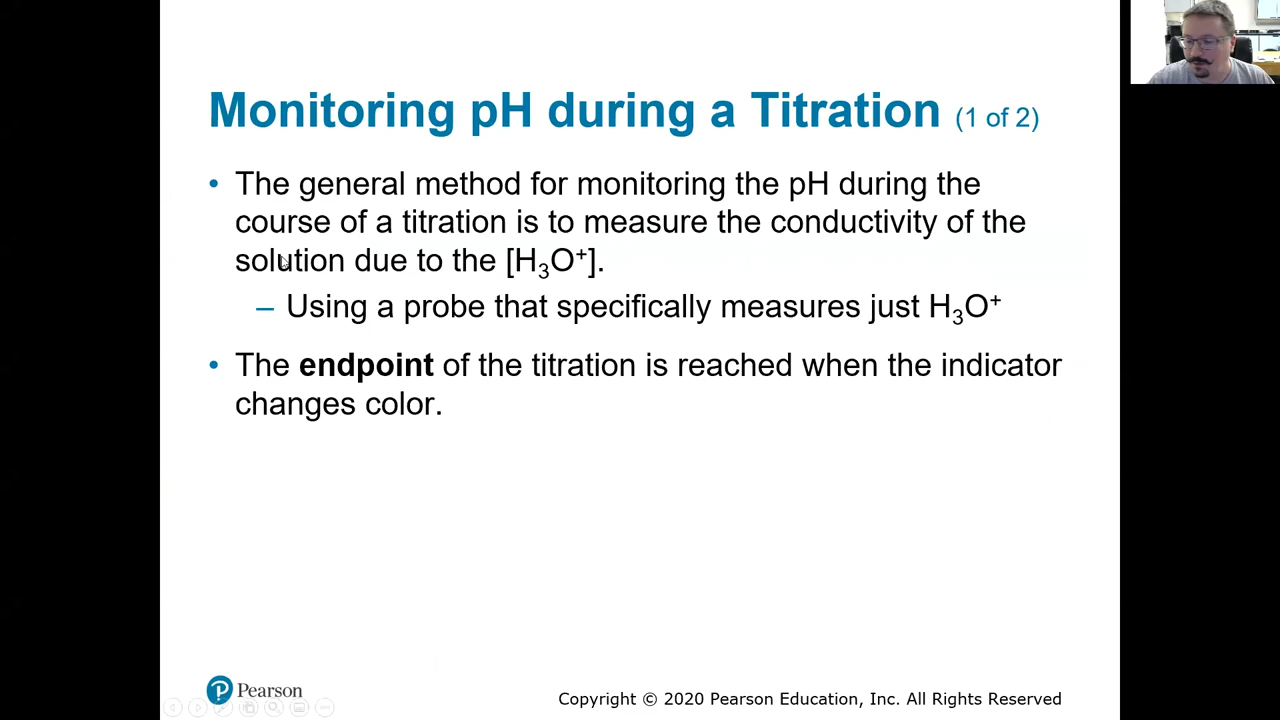 Monitoring pH during a Titration (1 of 2)
• The general method for monitoring the pH during the
course of a titration is to measure the conductivity of the
solution due to the [H₃O⁺].
– Using a probe that specifically measures just H₃O⁺
• The endpoint of the titration is reached when the indicator
changes color.
Pearson
Copyright © 2020 Pearson Education, Inc. All Rights Reserved